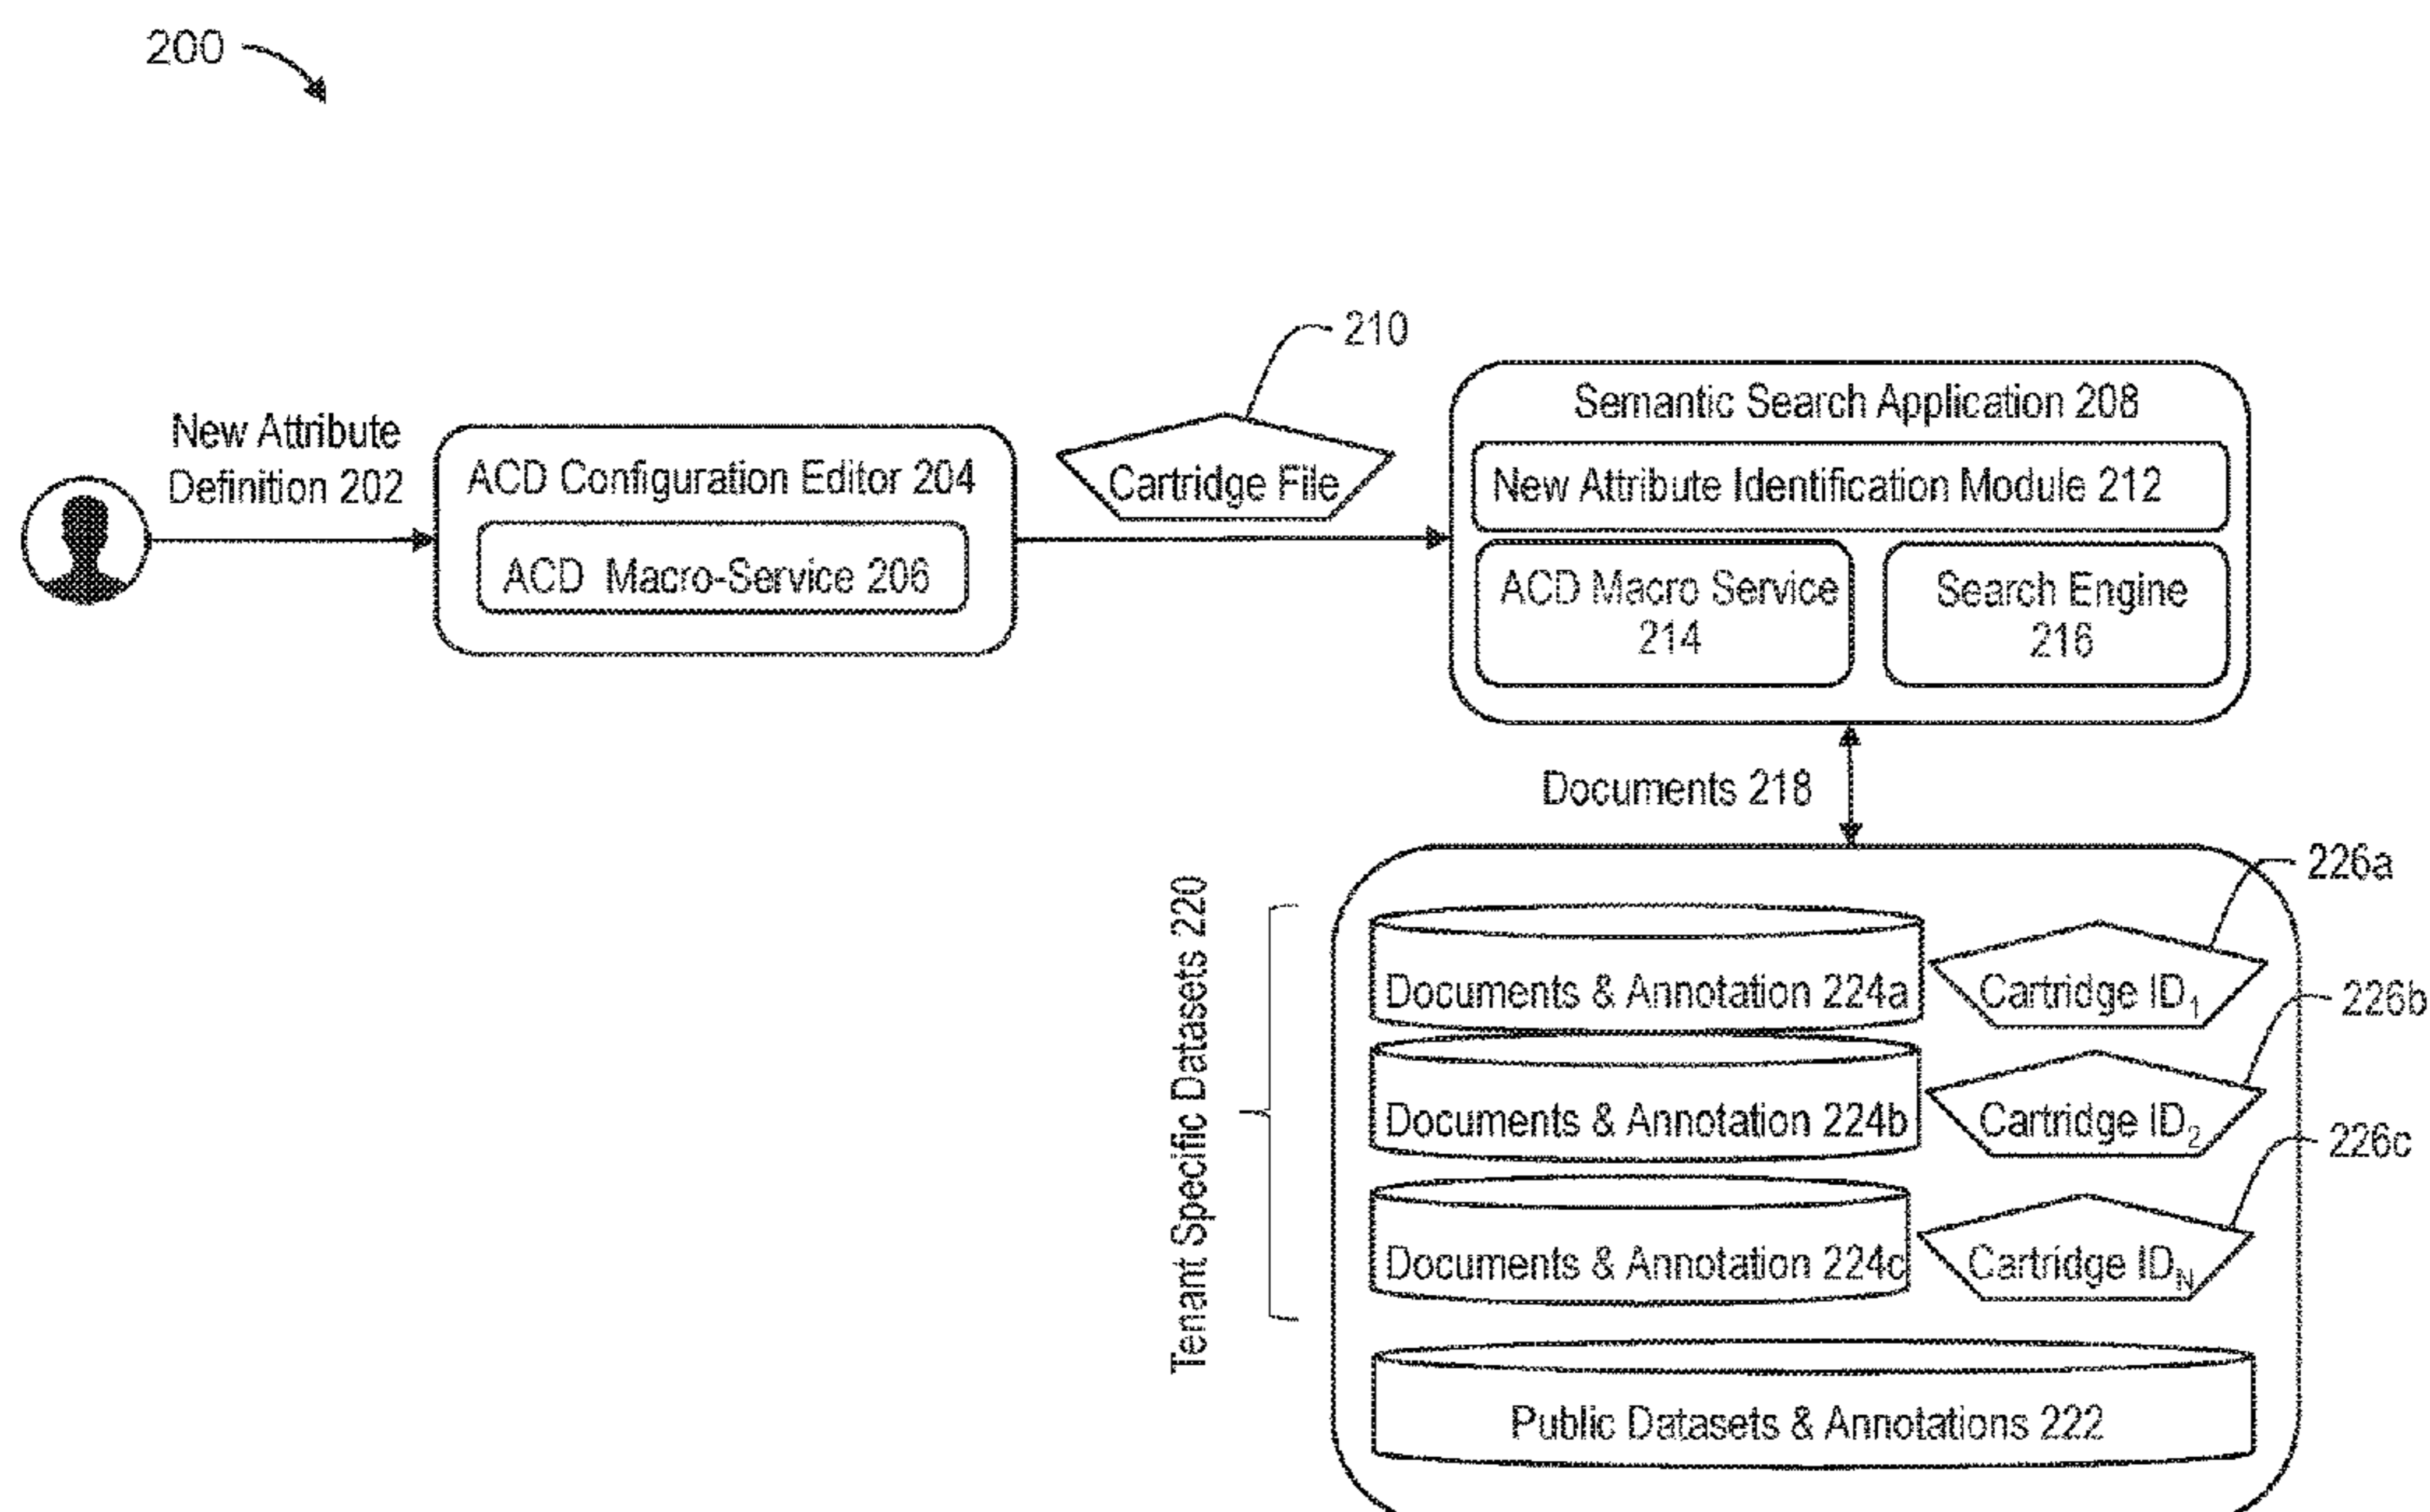 200
210
New Attribute
Definition 202
ACD Configuration Editor 204
ACD Macro-Service 206
Cartridge File
Semantic Search Application 208
New Attribute Identification Module 212
ACD Macro Service
214
Search Engine
216
Documents 218
Tenant Specific Datasets 220
226a
Documents & Annotation 224a
Cartridge ID1
226b
Documents & Annotation 224b
Cartridge ID2
226c
Documents & Annotation 224c
Cartridge IDN
Public Datasets & Annotations 222